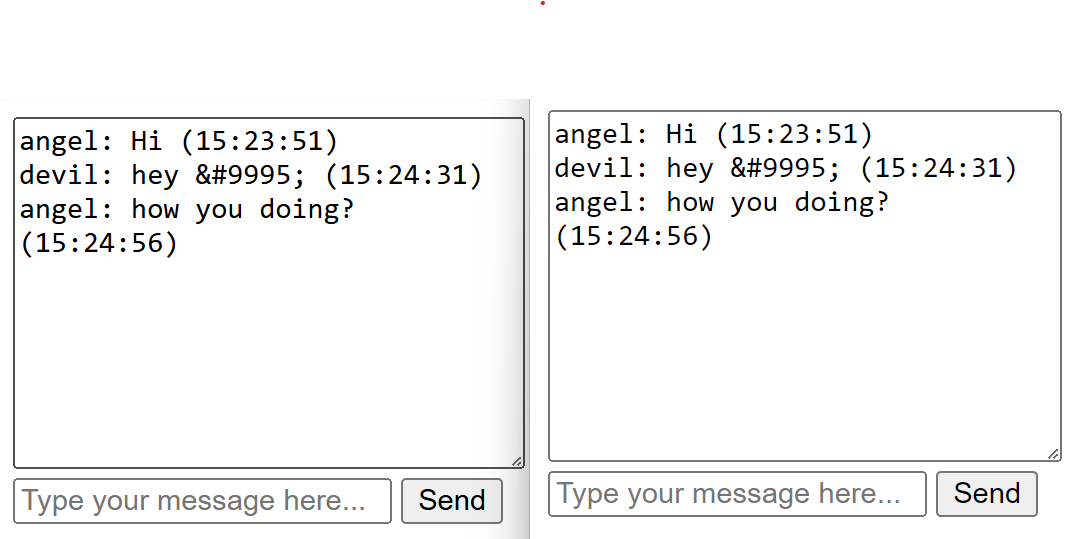 angel: Hi (15:23:51)
devil: hey &#9995; (15:24:31)
angel: how you doing?
(15:24:56)
Type your message here...
Send
angel: Hi (15:23:51)
devil: hey &#9995; (15:24:31)
angel: how you doing?
(15:24:56)
Type your message here...
Send